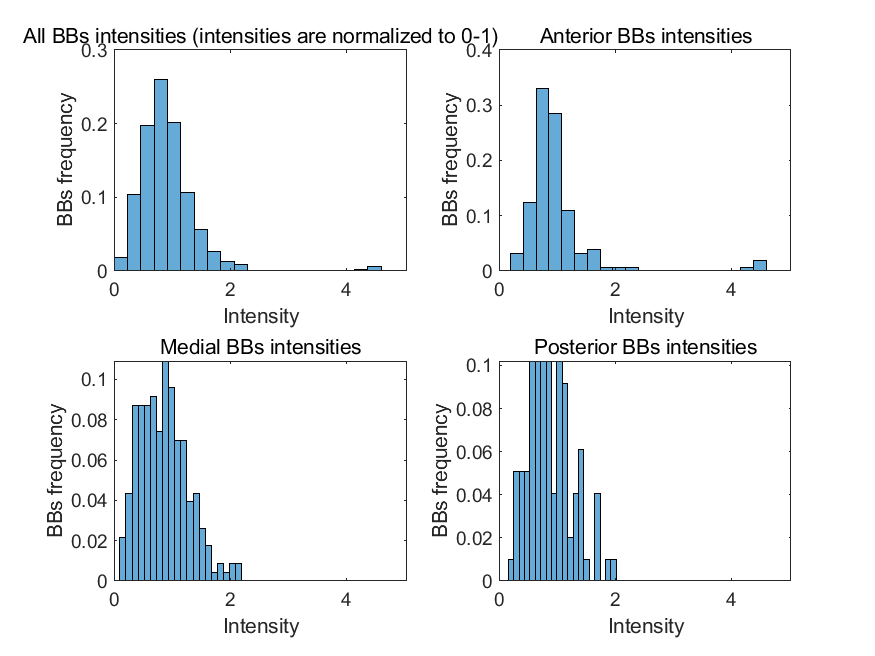 All BBs intensities (intensities are normalized to 0-1)
0.3
0.2
0.1
0
BBs frequency
0 2 4
Intensity
Anterior BBs intensities
0.4
0.3
0.2
0.1
0
BBs frequency
0 2 4
Intensity
Medial BBs intensities
0.1
0.08
0.06
0.04
0.02
0
BBs frequency
0 2 4
Intensity
Posterior BBs intensities
0.1
0.08
0.06
0.04
0.02
0
BBs frequency
0 2 4
Intensity